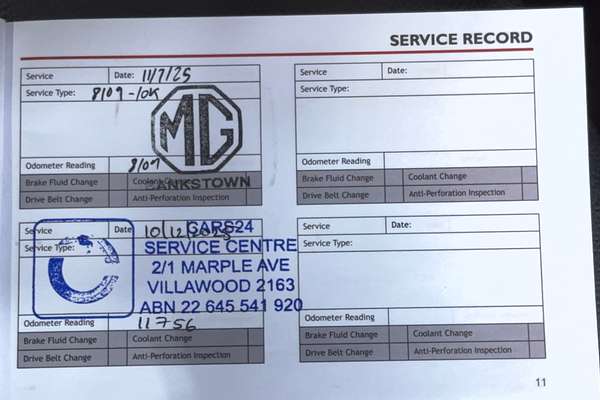 SERVICE RECORD
Service Date: 11/7/25
Service Type: 8109 -10K
MG
BANKSTOWN
Odometer Reading 8109
Brake Fluid Change Coolant Change
Drive Belt Change Anti-Perforation Inspection
Service Date:
Service Type:
Odometer Reading
Brake Fluid Change Coolant Change
Drive Belt Change Anti-Perforation Inspection
Service Date 10/12/2025
Service Type:
CARS24
SERVICE CENTRE
2/1 MARPLE AVE
VILLAWOOD 2163
ABN 22 645 541 920
Odometer Reading 11756
Brake Fluid Change Coolant Change
Drive Belt Change Anti-Perforation Inspection
Service Date:
Service Type:
Odometer Reading
Brake Fluid Change Coolant Change
Drive Belt Change Anti-Perforation Inspection
11